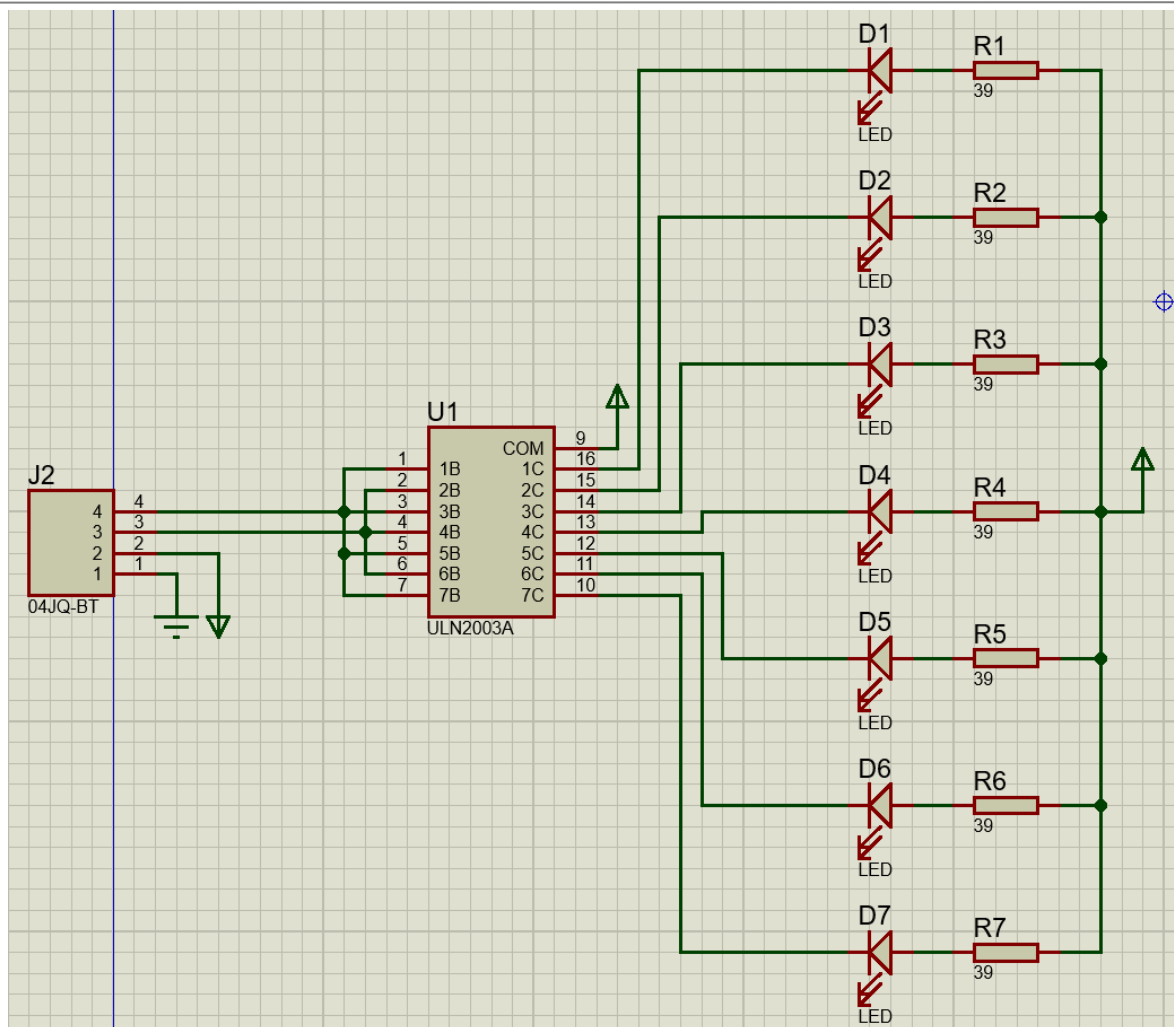 D1
R1
39
LED
D2
R2
39
LED
D3
R3
39
LED
U1
COM 9
1 1B 1C 16
2 2B 2C 15
3 3B 3C 14
4 4B 4C 13
5 5B 5C 12
6 6B 6C 11
7 7B 7C 10
ULN2003A
J2
4 4
3 3
2 2
1 1
04JQ-BT
D4
R4
39
LED
D5
R5
39
LED
D6
R6
39
LED
D7
R7
39
LED